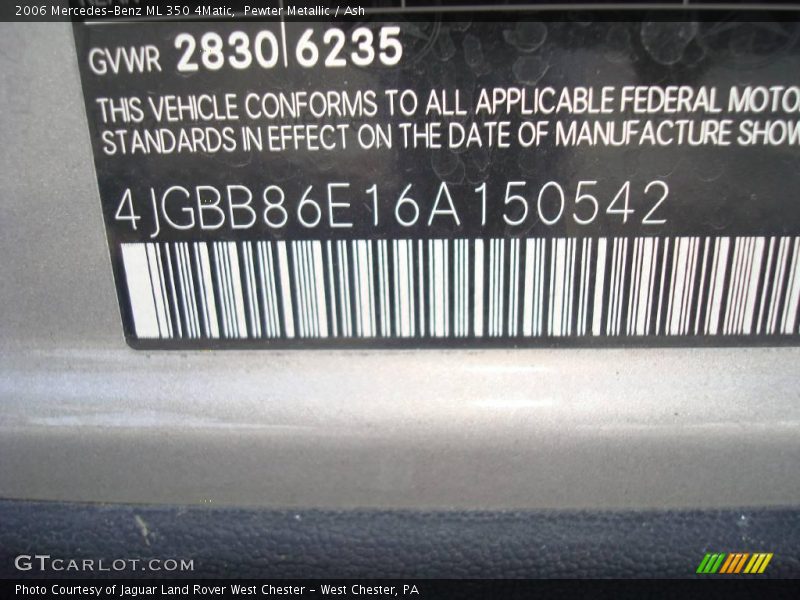 2006 Mercedes-Benz ML 350 4Matic, Pewter Metallic / Ash
GVWR 2830 6235
THIS VEHICLE CONFORMS TO ALL APPLICABLE FEDERAL MOTO
STANDARDS IN EFFECT ON THE DATE OF MANUFACTURE SHOW
4JGBB86E16A150542
GTCARLOT.COM
Photo Courtesy of Jaguar Land Rover West Chester - West Chester, PA